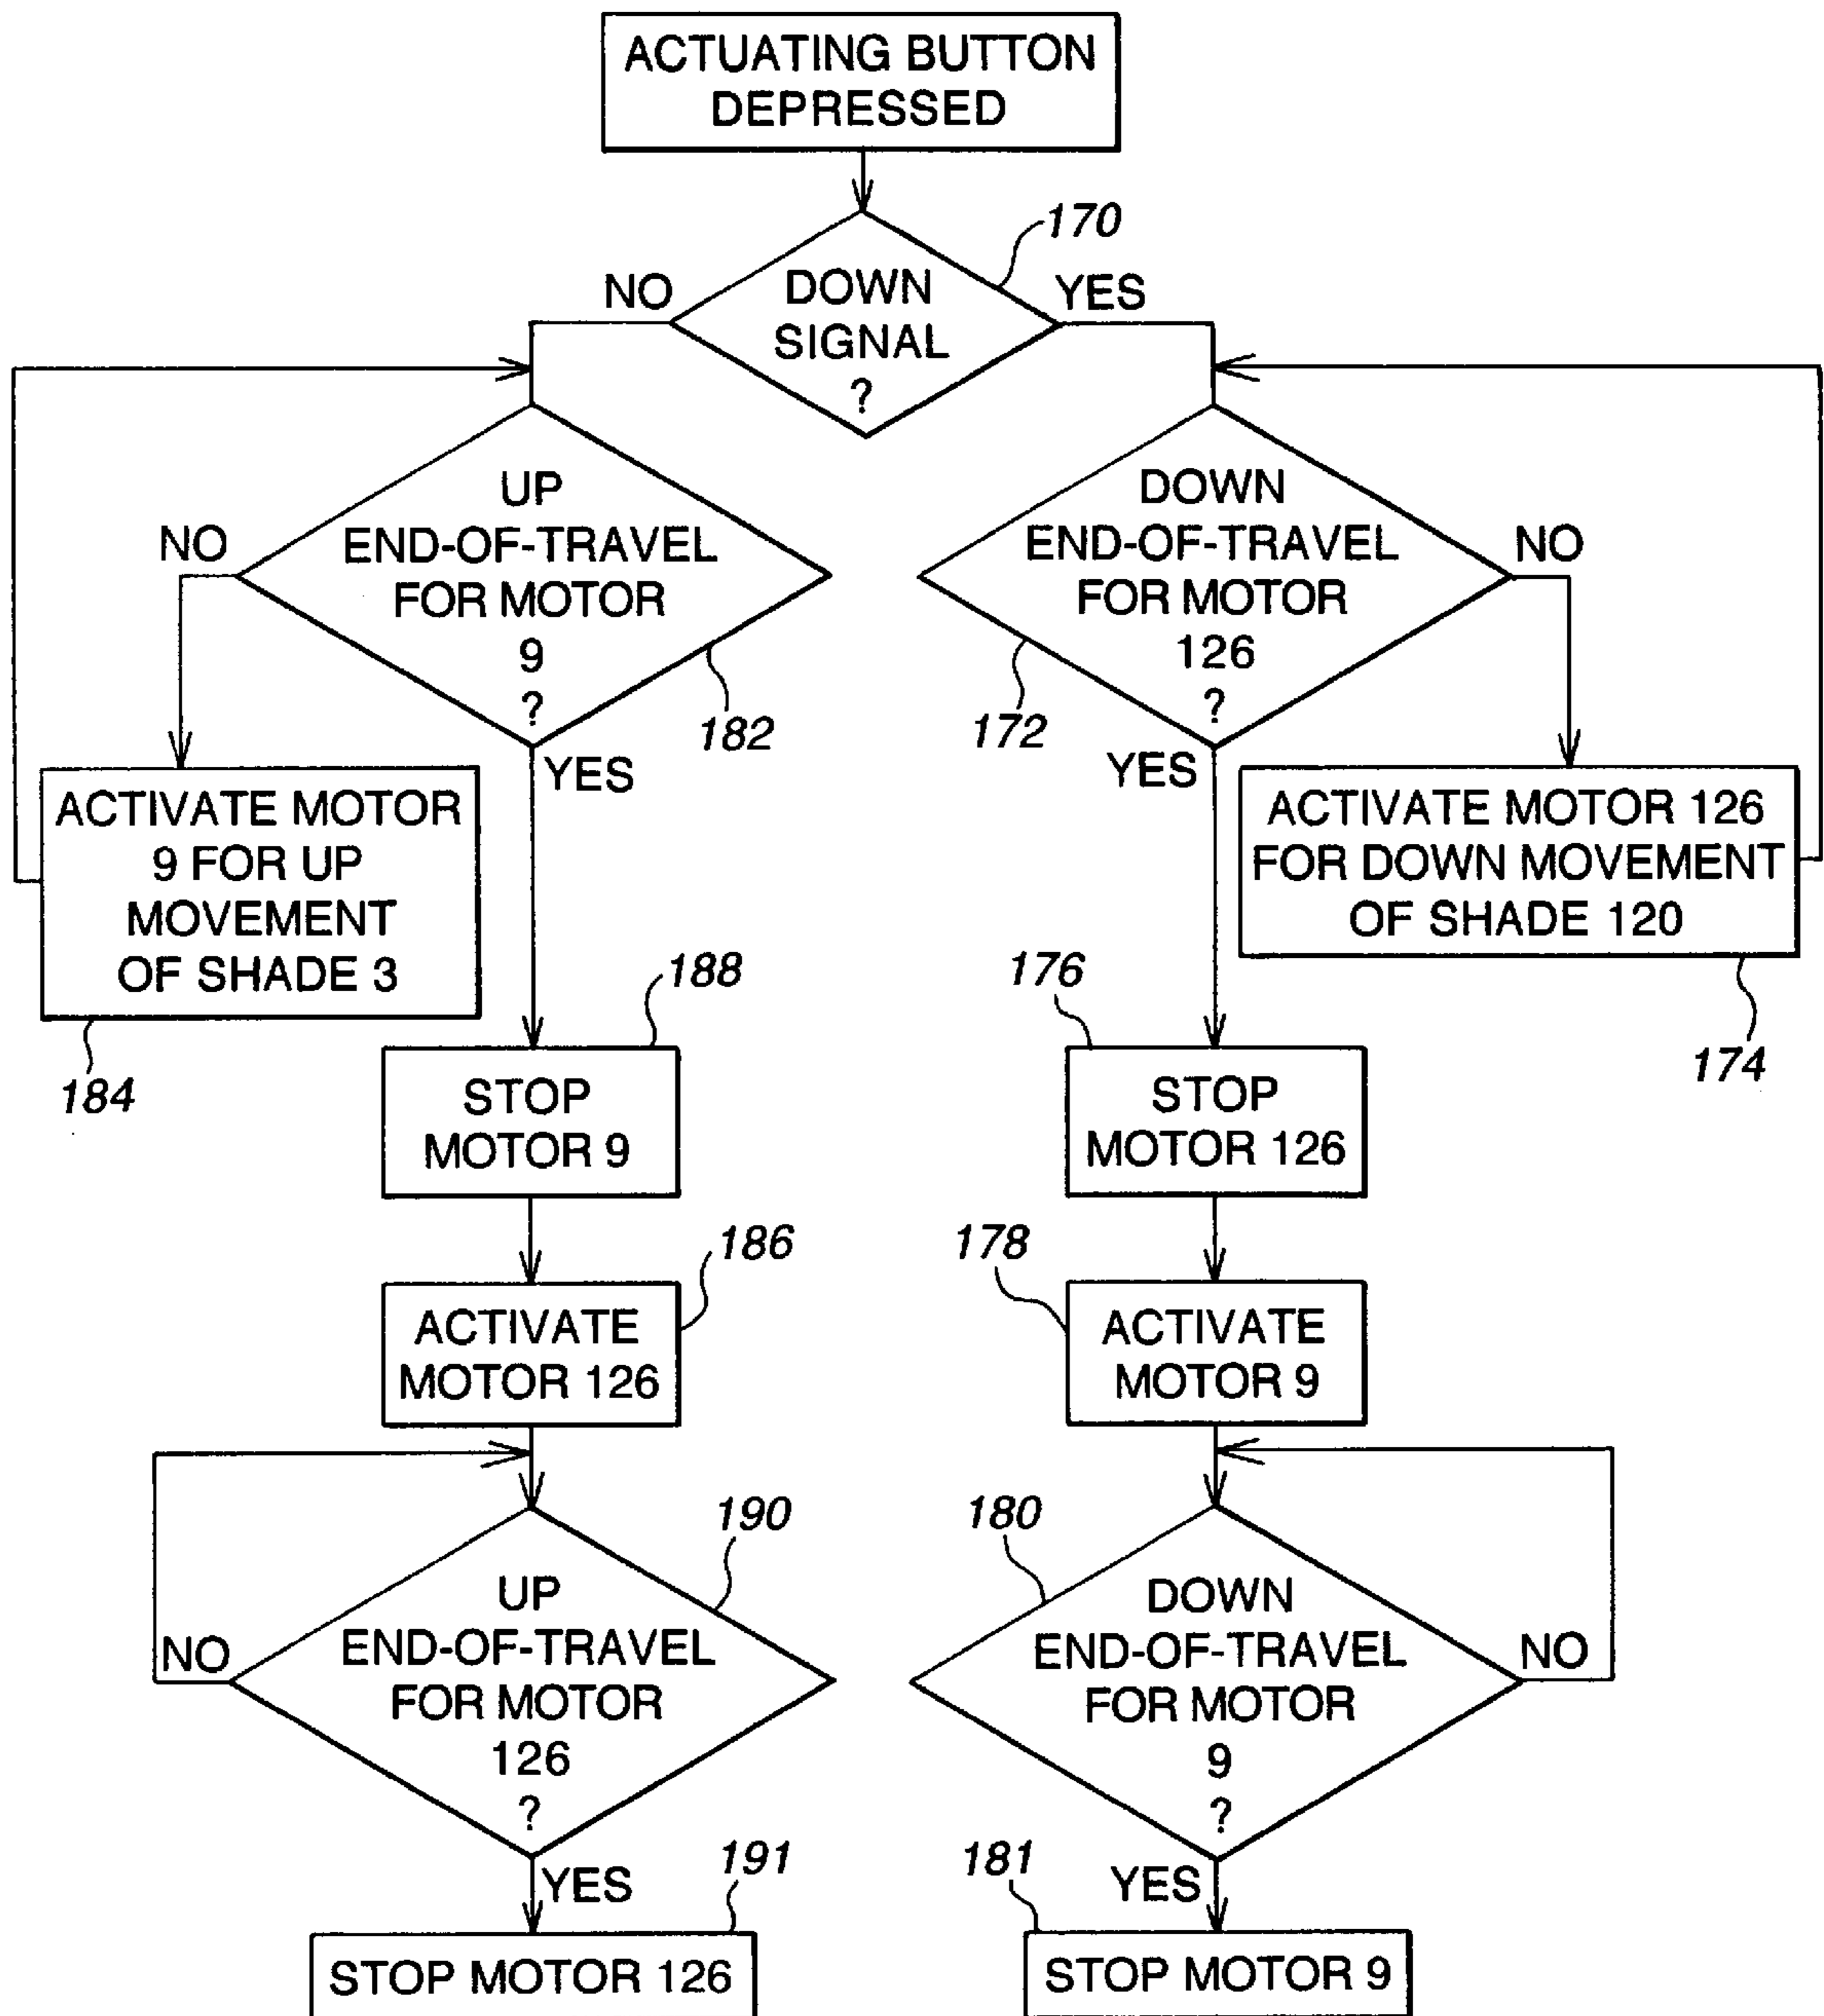 ACTUATING BUTTON
DEPRESSED
170
NO
DOWN
SIGNAL
?
YES
UP
END-OF-TRAVEL
FOR MOTOR
9
?
NO
182
YES
DOWN
END-OF-TRAVEL
FOR MOTOR
126
?
NO
172
YES
ACTIVATE MOTOR
9 FOR UP
MOVEMENT
OF SHADE 3
184
ACTIVATE MOTOR 126
FOR DOWN MOVEMENT
OF SHADE 120
174
188
STOP
MOTOR 9
176
STOP
MOTOR 126
186
ACTIVATE
MOTOR 126
178
ACTIVATE
MOTOR 9
190
UP
END-OF-TRAVEL
FOR MOTOR
126
?
NO
YES
180
DOWN
END-OF-TRAVEL
FOR MOTOR
9
?
NO
YES
191
STOP MOTOR 126
181
STOP MOTOR 9